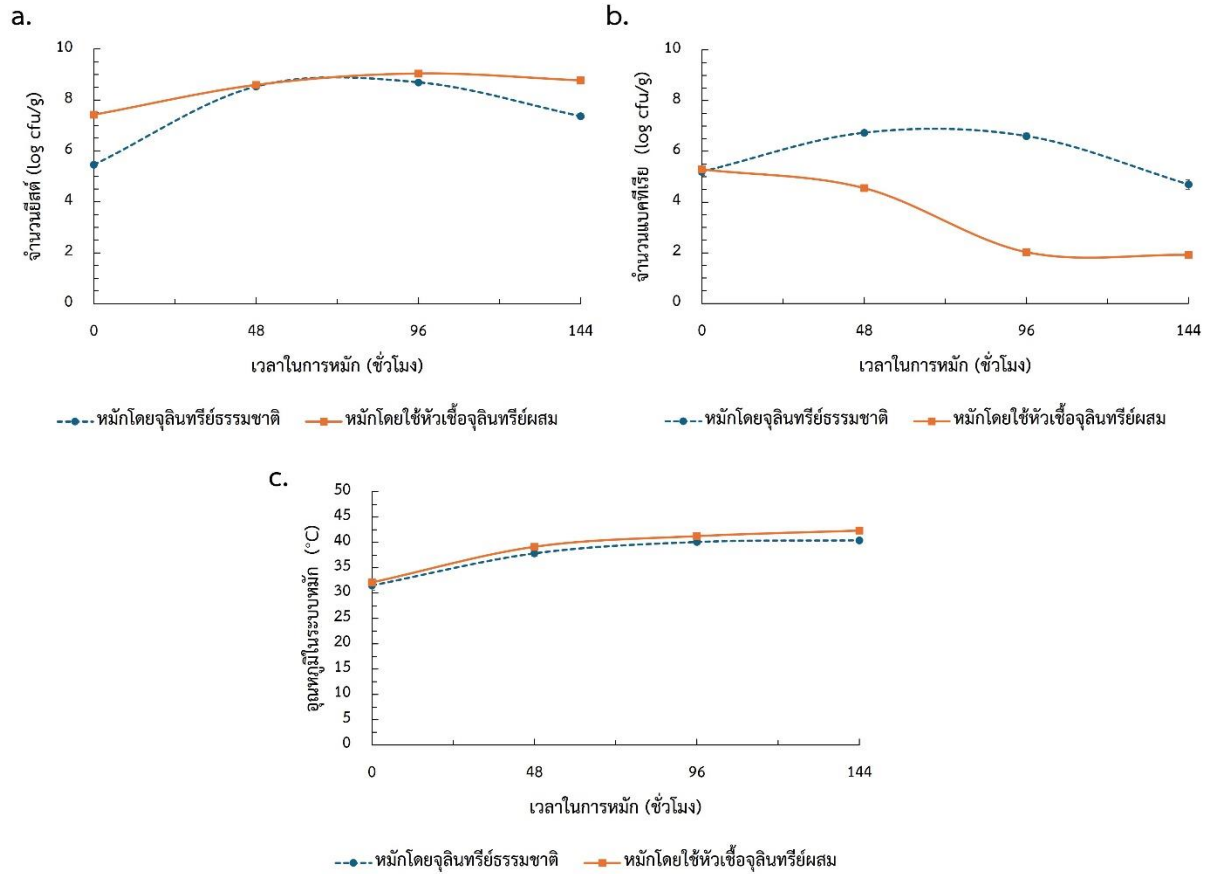 a.
จำนวนยีสต์ (log cfu/g)
10
8
6
4
2
0
0 48 96 144
เวลาในการหมัก (ชั่วโมง)
หมักโดยจุลินทรีย์ธรรมชาติ หมักโดยใช้หัวเชื้อจุลินทรีย์ผสม
b.
จำนวนแบคทีเรีย (log cfu/g)
10
8
6
4
2
0
0 48 96 144
เวลาในการหมัก (ชั่วโมง)
หมักโดยจุลินทรีย์ธรรมชาติ หมักโดยใช้หัวเชื้อจุลินทรีย์ผสม
c.
อุณหภูมิในระบบหมัก (°C)
50
45
40
35
30
25
20
15
10
5
0
0 48 96 144
เวลาในการหมัก (ชั่วโมง)
หมักโดยจุลินทรีย์ธรรมชาติ หมักโดยใช้หัวเชื้อจุลินทรีย์ผสม